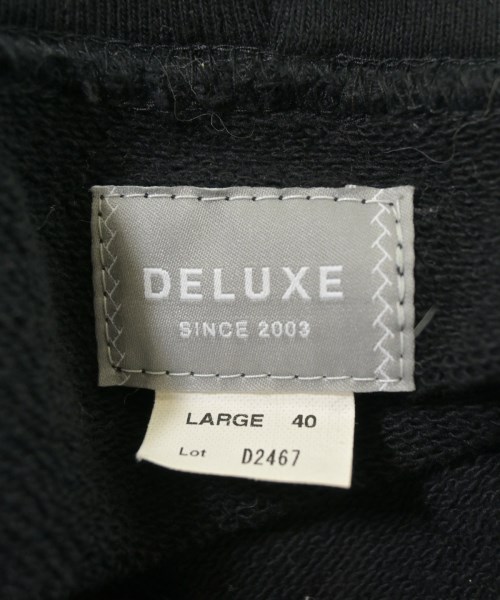 DELUXE
SINCE 2003
LARGE 40
Lot D2467